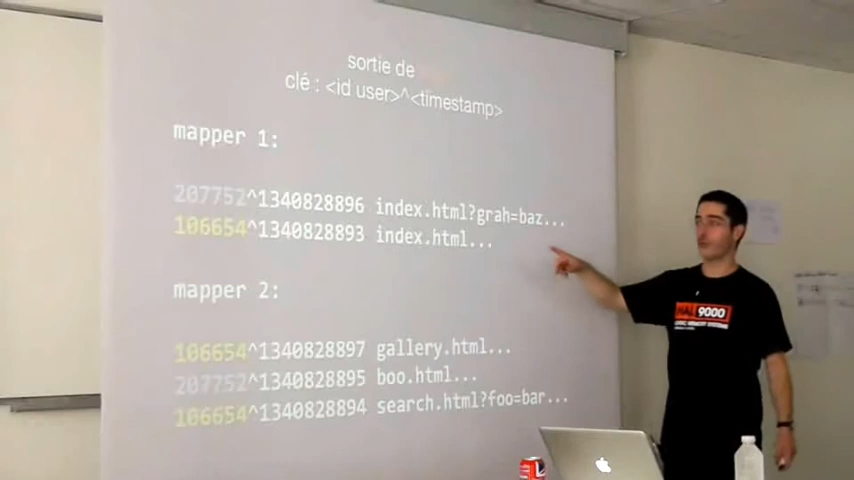 sortie de
clé : <id user>^<timestamp>
mapper 1:
207752^1340828896 index.html?grah=baz...
106654^1340828893 index.html...
mapper 2:
106654^1340828897 gallery.html...
207752^1340828895 boo.html...
106654^1340828894 search.html?foo=bar...
HAL 9000